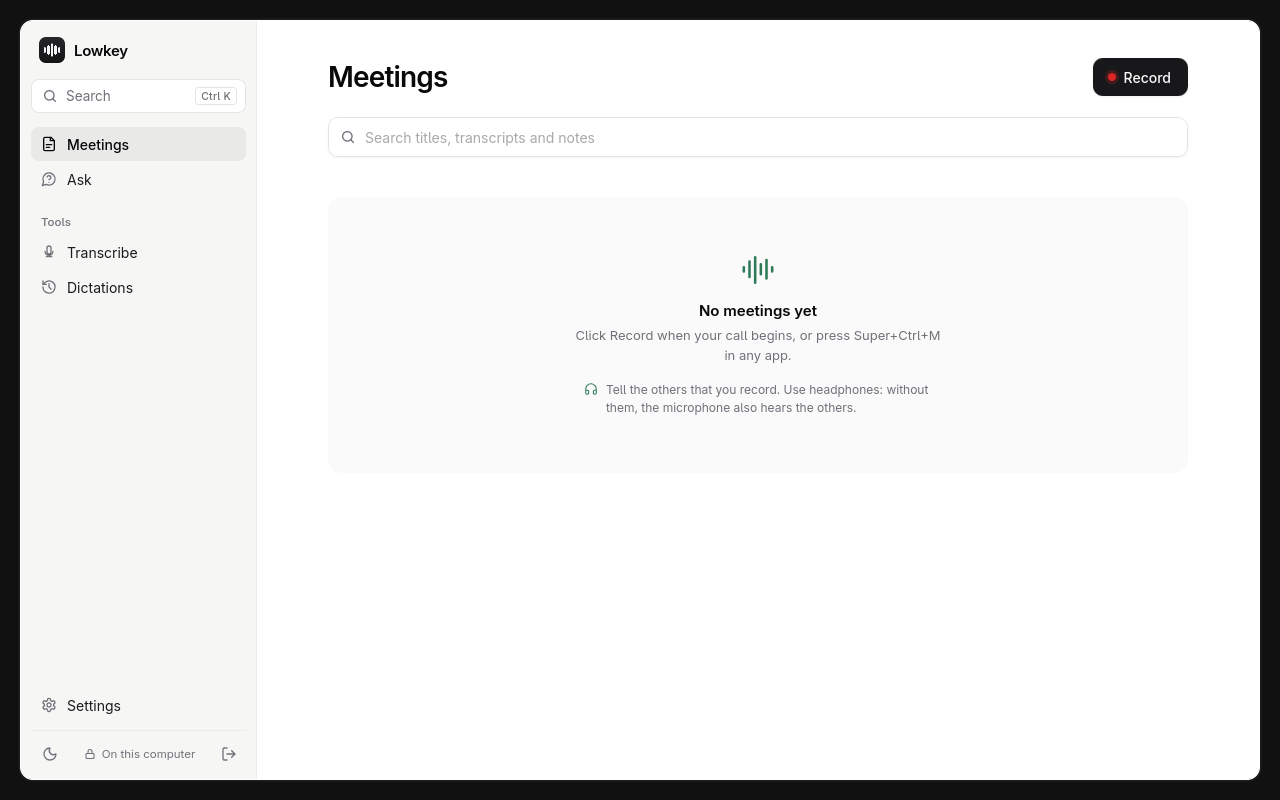 Lowkey
Search
Ctrl K
Meetings
Ask
Tools
Transcribe
Dictations
Settings
On this computer
Meetings
Record
Search titles, transcripts and notes
No meetings yet
Click Record when your call begins, or press Super+Ctrl+M
in any app.
Tell the others that you record. Use headphones: without
them, the microphone also hears the others.